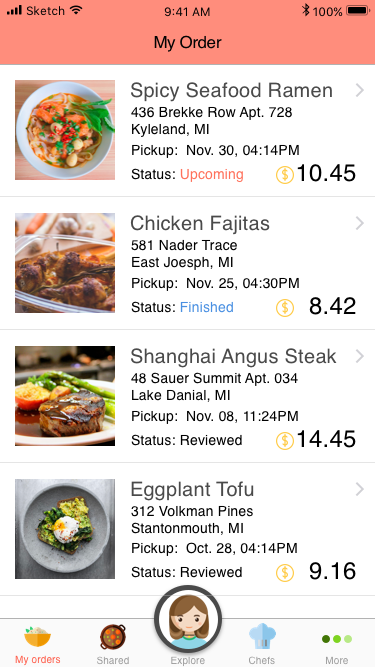 Sketch 9:41 AM 100%
My Order
Spicy Seafood Ramen
436 Brekke Row Apt. 728
Kyleland, MI
Pickup: Nov. 30, 04:14PM
Status: Upcoming $ 10.45
Chicken Fajitas
581 Nader Trace
East Joesph, MI
Pickup: Nov. 25, 04:30PM
Status: Finished $ 8.42
Shanghai Angus Steak
48 Sauer Summit Apt. 034
Lake Danial, MI
Pickup: Nov. 08, 11:24PM
Status: Reviewed $ 14.45
Eggplant Tofu
312 Volkman Pines
Stantonmouth, MI
Pickup: Oct. 28, 04:14PM
Status: Reviewed $ 9.16
My orders Shared Explore Chefs More